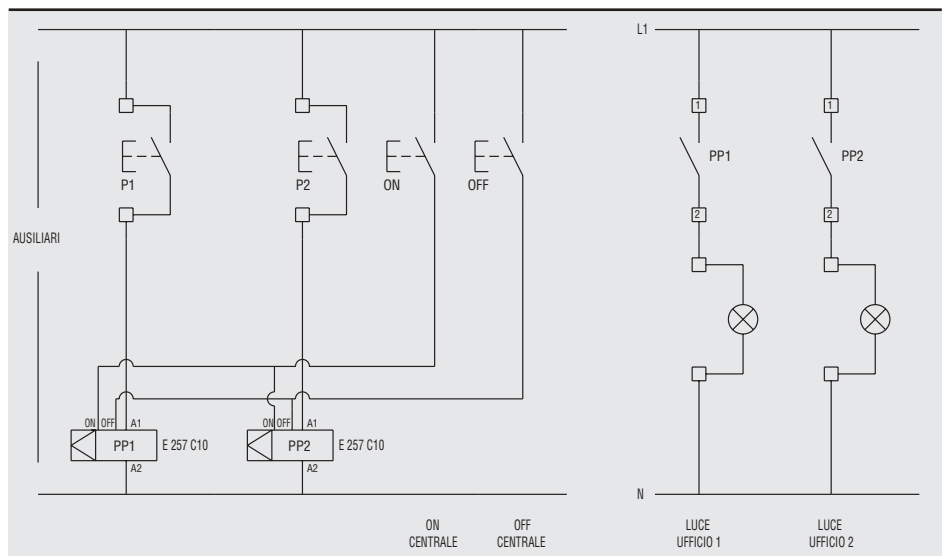 L1
1
1
P1
P2
ON
OFF
PP1
PP2
2
2
AUSILIARI
ON OFF A1
ON OFF A1
PP1
E 257 C10
PP2
E 257 C10
A2
A2
N
ON
CENTRALE
OFF
CENTRALE
LUCE
UFFICIO 1
LUCE
UFFICIO 2